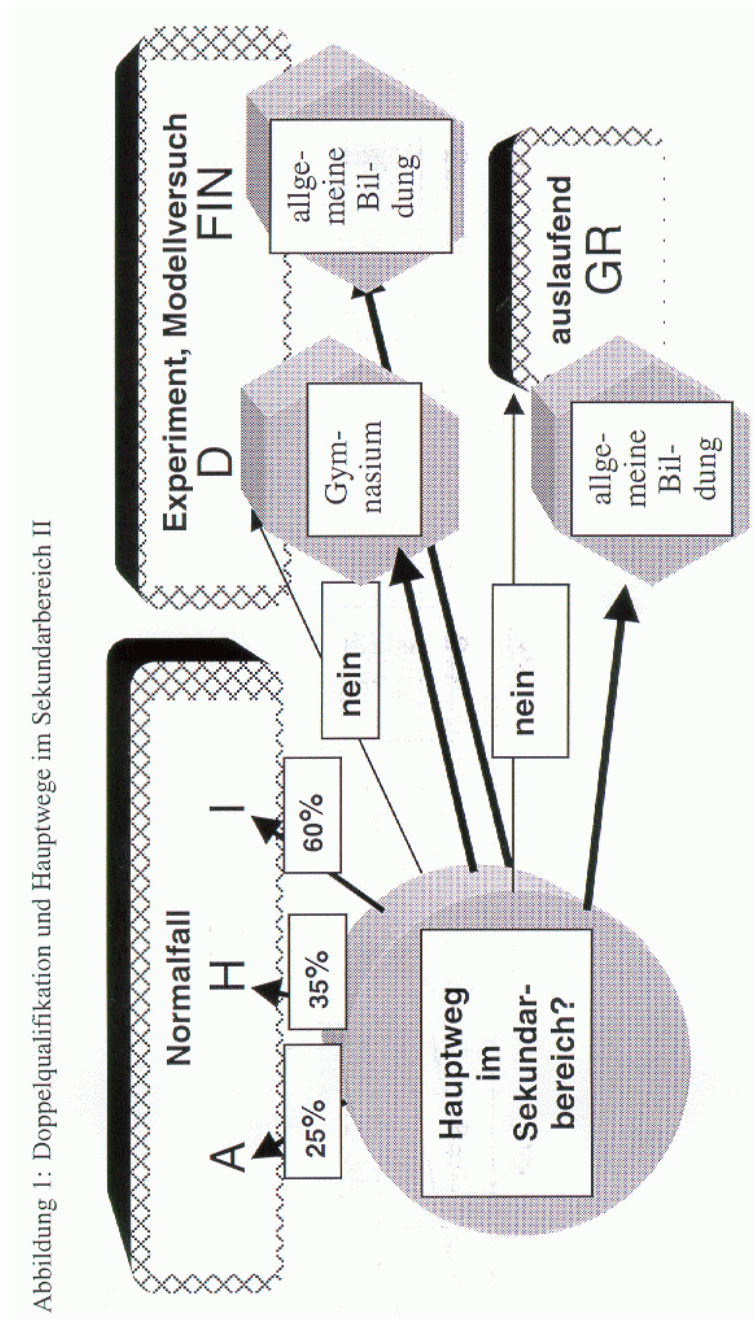 Abbildung 1: Doppelqualifikation und Hauptwege im Sekundarbereich II
Normalfall
A
H
I
25%
35%
60%
Experiment, Modellversuch
D
FIN
nein
Gym-
nasium
allge-
meine
Bil-
dung
Hauptweg
im
Sekundar-
bereich?
nein
auslaufend
GR
allge-
meine
Bil-
dung